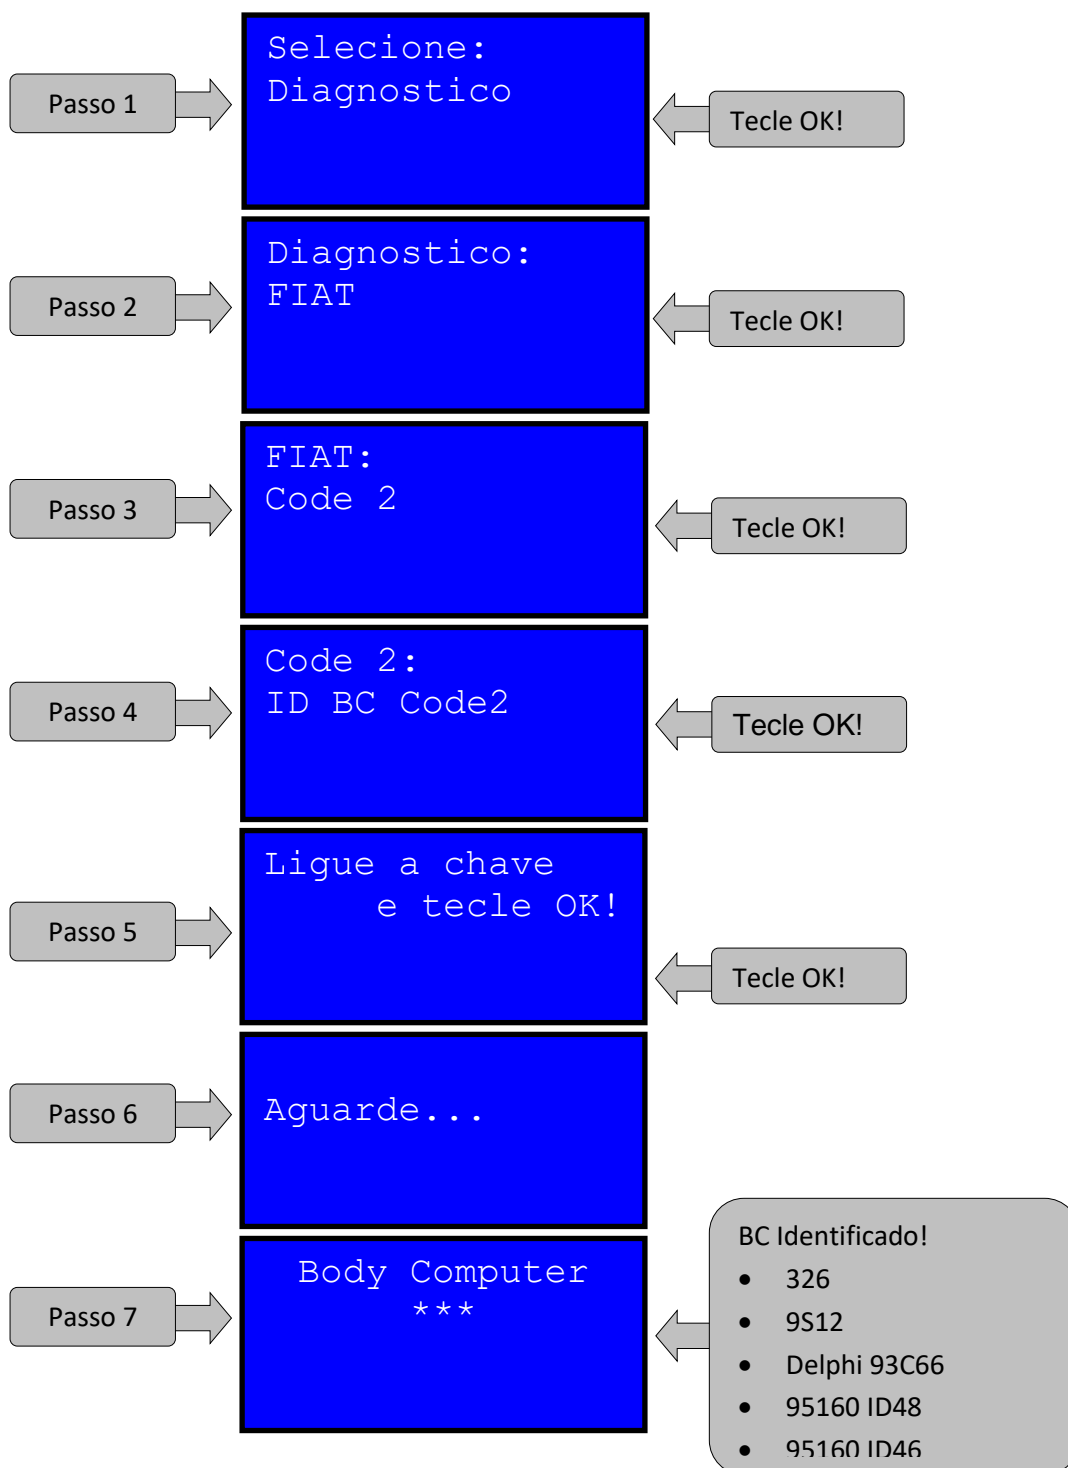 Passo 1
Selecione:
Diagnostico
Tecle OK!
Passo 2
Diagnostico:
FIAT
Tecle OK!
Passo 3
FIAT:
Code 2
Tecle OK!
Passo 4
Code 2:
ID BC Code2
Tecle OK!
Passo 5
Ligue a chave
e tecle OK!
Tecle OK!
Passo 6
Aguarde...
Passo 7
Body Computer
***
BC Identificado!
• 326
• 9S12
• Delphi 93C66
• 95160 ID48
• 95160 ID46